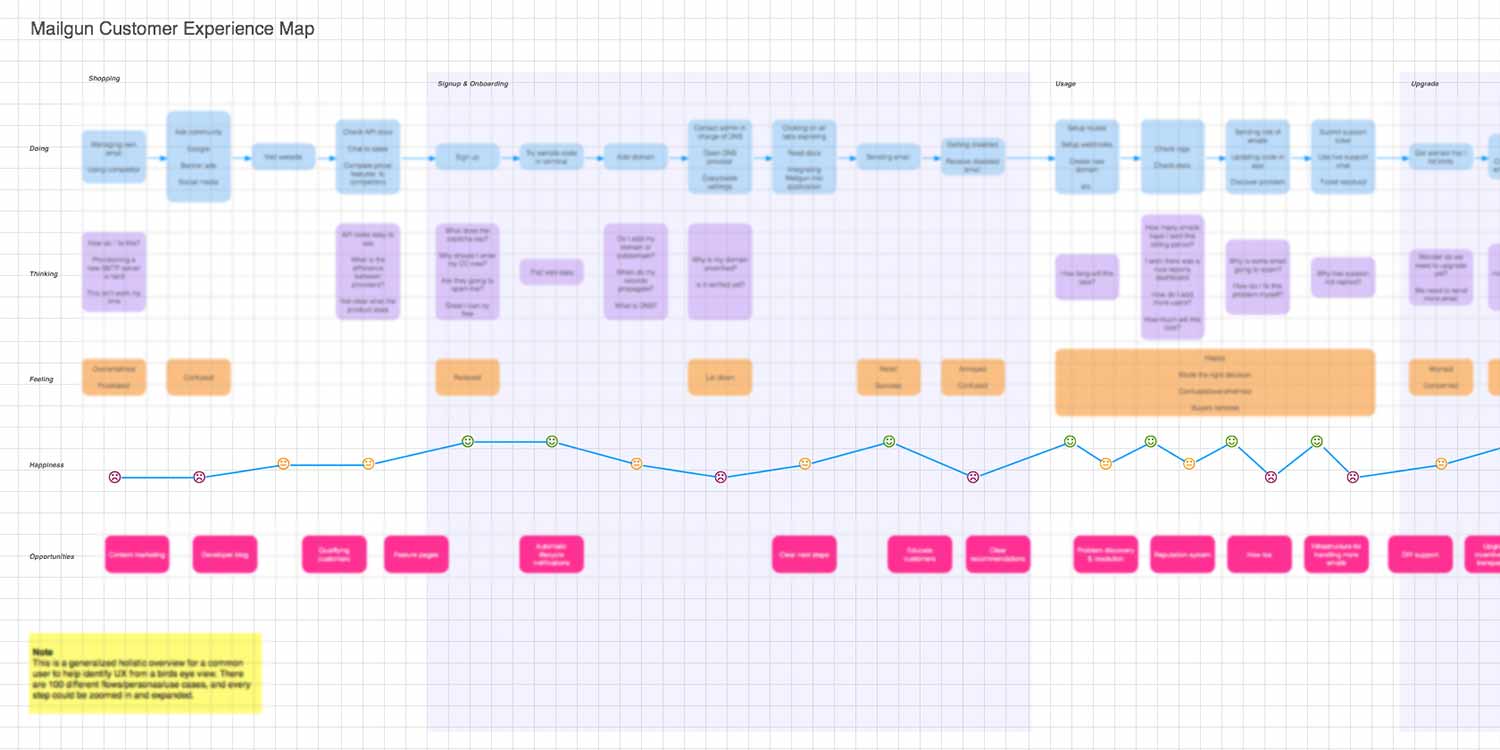 Mailgun Customer Experience Map
Shopping
Signup & Onboarding
Usage
Upgrade
Doing
Managing own
email
Using competitor
Ask community
Google
Banner ads
Social media
Visit website
Check API docs
Chat to sales
Complete price/
features to
competitors
Sign up
Try sample code
in terminal
Add domain
Contact admin in
charge of DNS
Open DNS
provider
Copy/paste
settings
Clicking on all
tabs exploring
Read docs
Integrating
Mailgun into
application
Sending email
Getting disabled
Receive disabled
email
Setup routes
Setup webhooks
Create new
domain
etc.
Check logs
Check docs
Sending lots of
emails
Updating code in
app
Discover problem
Submit support
ticket
Use live support
chat
Ticket resolved
Thinking
How do I fix this?
Provisioning a
new SMTP server
is hard
This isn't worth my
time
API looks easy to
use
What is the
difference
between
providers?
Not clear what the
product does
What does the
captcha say?
Why should I enter
my CC now?
Are they going to
spam me?
Great I own my
free
That was easy
Do I add my
domain or
subdomain?
When do my
records
propagate?
What is DNS?
Why is my domain
unverified?
Is it verified yet?
How long will this
take?
How many emails
have I sent this
billing period?
I wish there was a
nice reports
dashboard
How do I add
more users?
How much will this
cost?
Why is some email
going to spam?
How do I fix this
problem myself?
Why has support
not replied?
Wonder do we
need to upgrade
yet?
We need to send
more email
Feeling
Overwhelmed
Frustrated
Confused
Relieved
Let down
Relief
Success
Annoyed
Confused
Happy
Made the right decision
Confused/overwhelmed
Buyers remorse
Worried
Concerned
Happiness
Opportunities
Content marketing
Developer blog
Qualifying
customers
Feature pages
Automatic
lifecycle
notifications
Clear next steps
Educate
customers
Clear
recommendations
Problem discovery
& resolution
Reputation system
How tos
Infrastructure for
handling more
emails
DIY support
Note
This is a generalized holistic overview for a common
user to help identify UX from a birds eye view. There
are 100 different flows/personas/use cases, and every
step could be zoomed in and expanded.